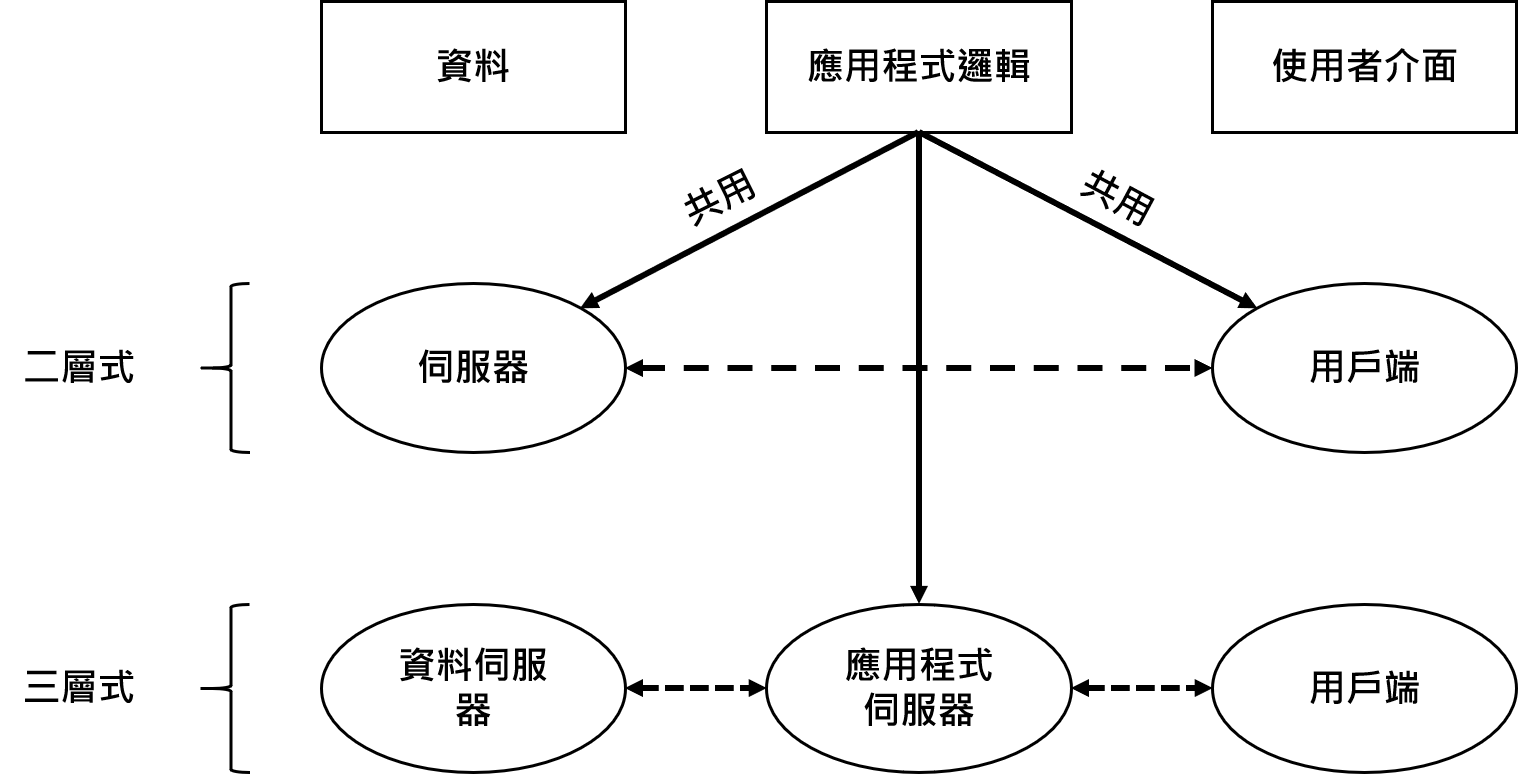 資料
應用程式邏輯
使用者介面
共用
共用
二層式
伺服器
用戶端
三層式
資料伺服
器
應用程式
伺服器
用戶端